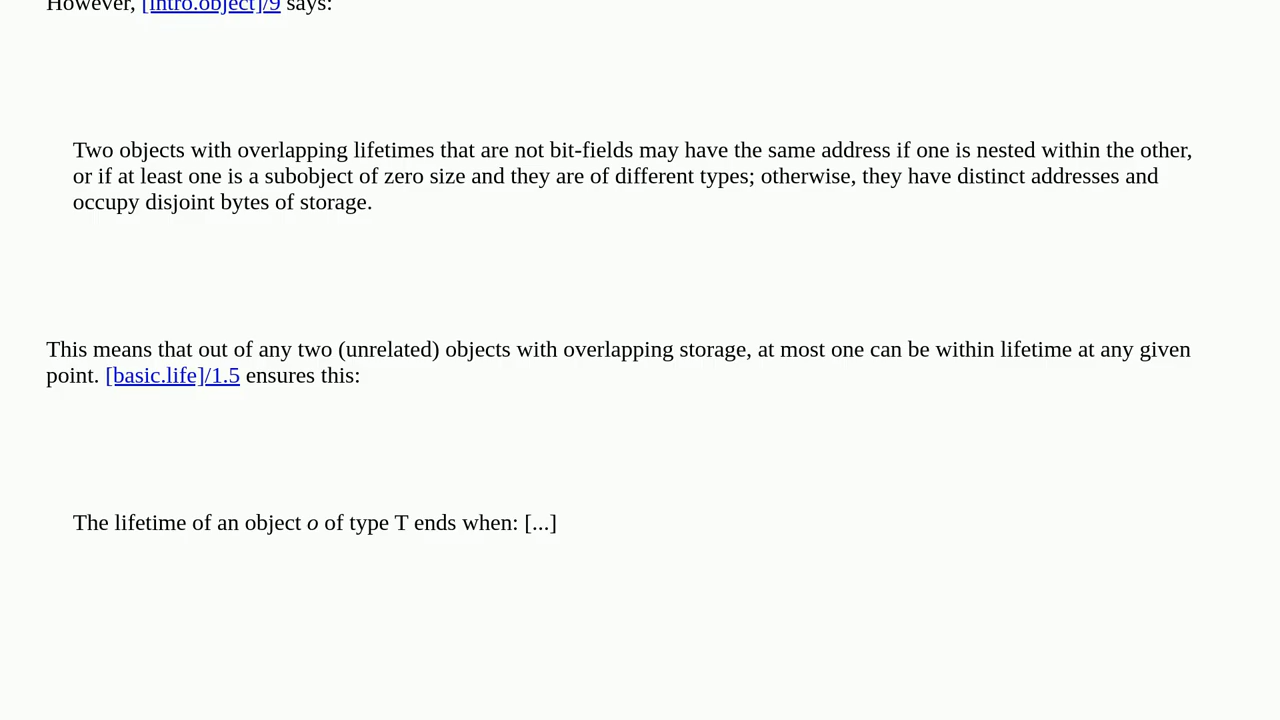 However, [intro.object]/9 says:
Two objects with overlapping lifetimes that are not bit-fields may have the same address if one is nested within the other,
or if at least one is a subobject of zero size and they are of different types; otherwise, they have distinct addresses and
occupy disjoint bytes of storage.
This means that out of any two (unrelated) objects with overlapping storage, at most one can be within lifetime at any given
point. [basic.life]/1.5 ensures this:
The lifetime of an object o of type T ends when: [...]